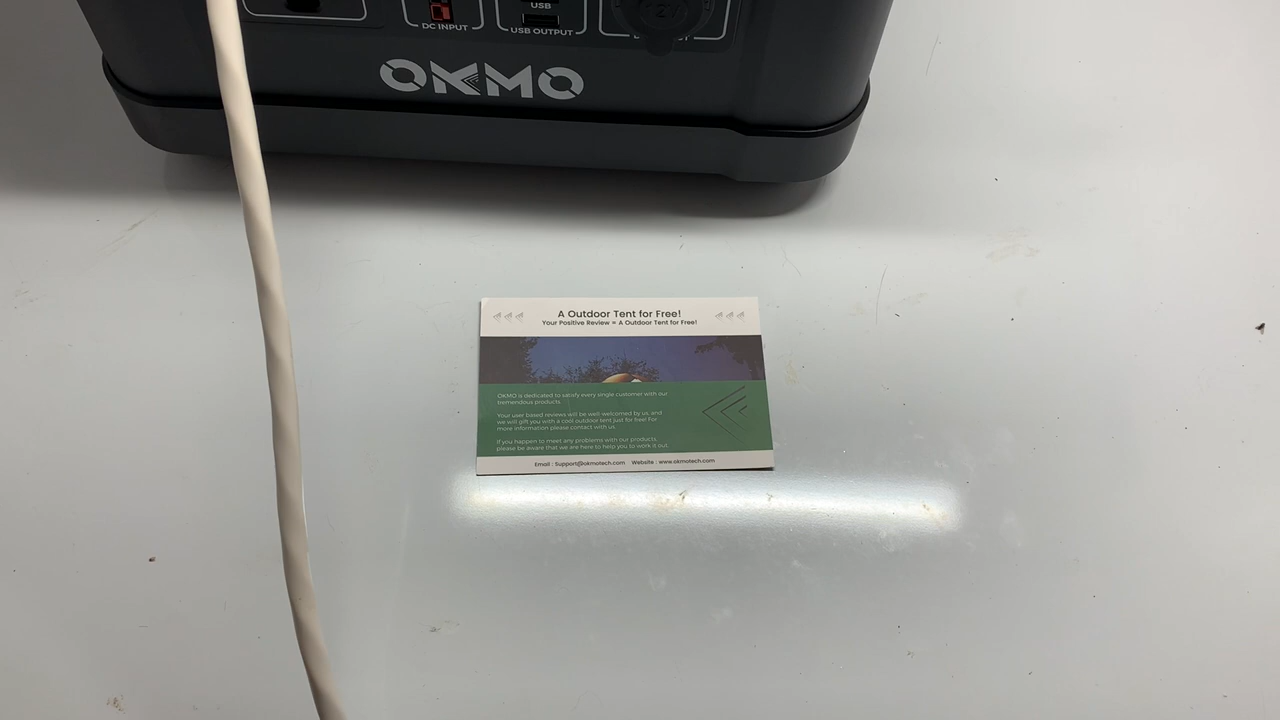 USB
DC INPUT
USB OUTPUT
12V
OKMO
A Outdoor Tent for Free!
Your Positive Review = A Outdoor Tent for Free!
OKMO is dedicated to satisfy every single customer with our
tremendous products.
Your user based reviews will be well-welcomed by us, and
we will gift you with a cool outdoor tent just for free! For
more information please contact with us.
If you happen to meet any problems with our products,
please be aware that we are here to help you to work it out.
Email : Support@okmotech.com Website : www.okmotech.com